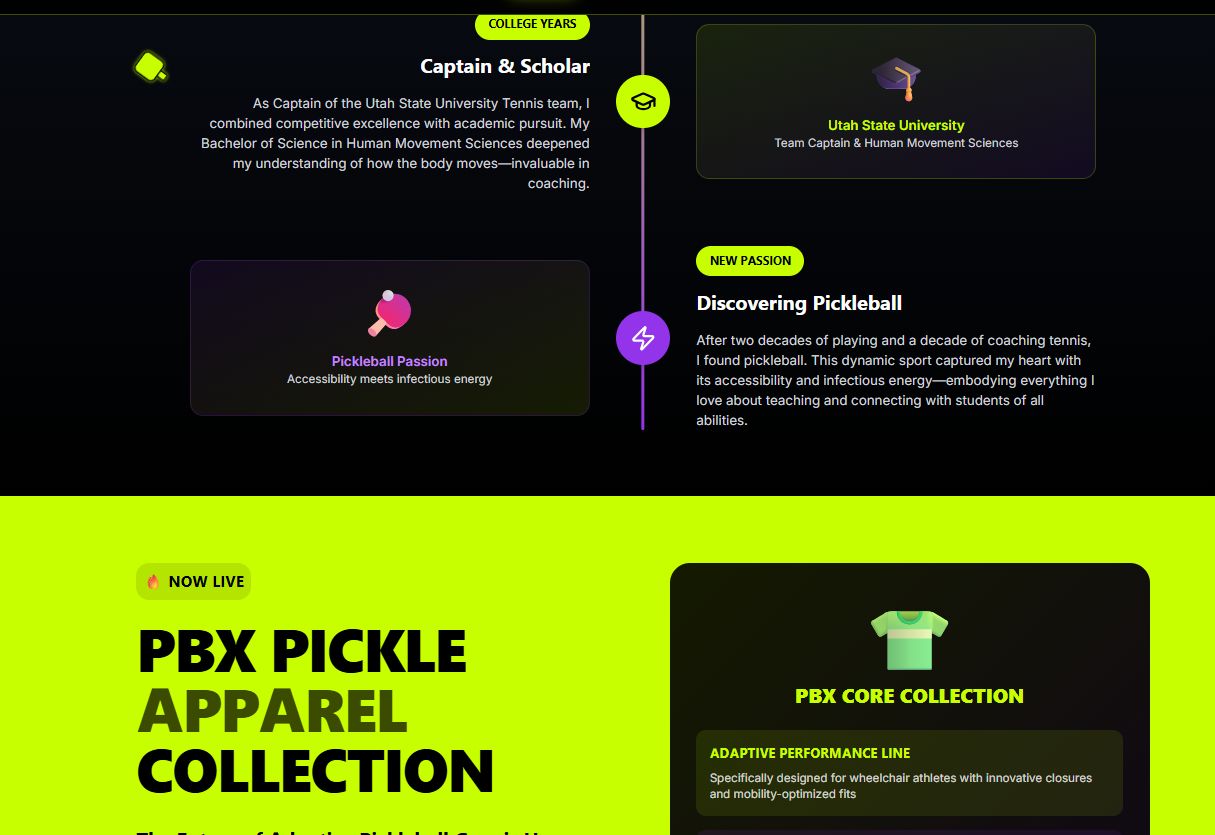 COLLEGE YEARS
Captain & Scholar
As Captain of the Utah State University Tennis team, I
combined competitive excellence with academic pursuit. My
Bachelor of Science in Human Movement Sciences deepened
my understanding of how the body moves—invaluable in
coaching.
Utah State University
Team Captain & Human Movement Sciences
Pickleball Passion
Accessibility meets infectious energy
NEW PASSION
Discovering Pickleball
After two decades of playing and a decade of coaching tennis,
I found pickleball. This dynamic sport captured my heart with
its accessibility and infectious energy—embodying everything I
love about teaching and connecting with students of all
abilities.
NOW LIVE
PBX PICKLE
APPAREL
COLLECTION
PBX CORE COLLECTION
ADAPTIVE PERFORMANCE LINE
Specifically designed for wheelchair athletes with innovative closures
and mobility-optimized fits